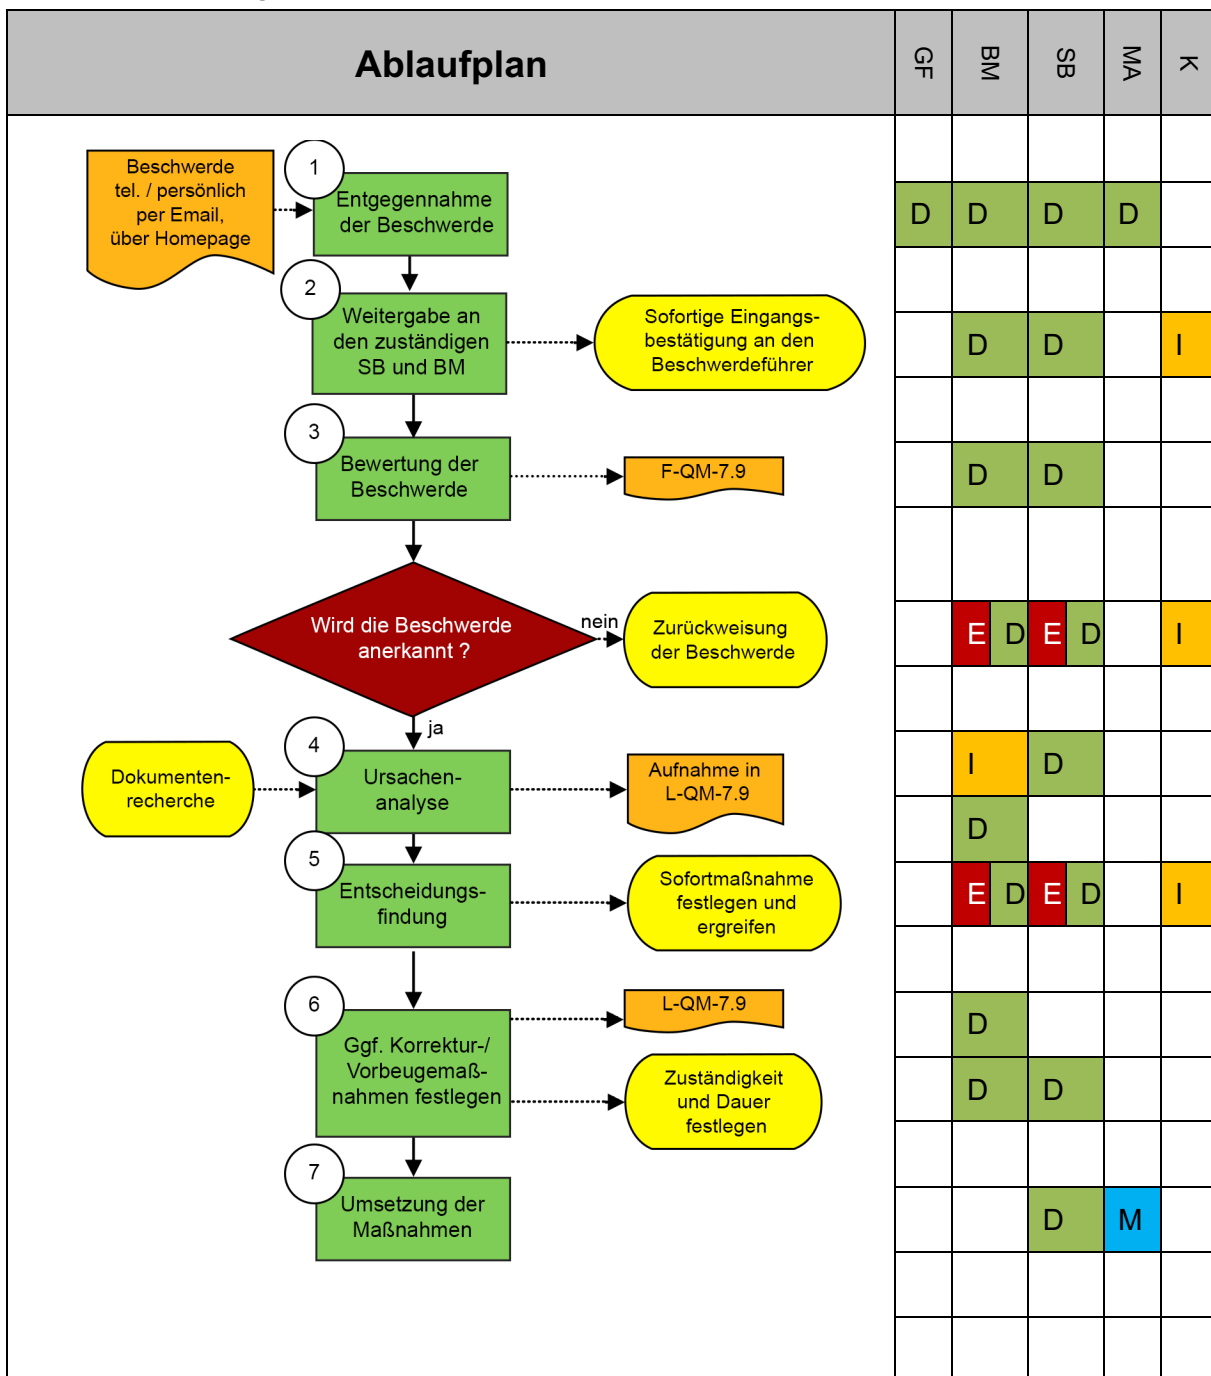 Ablaufplan
GF
BM
SB
MA
K
Beschwerde
tel. / persönlich
per Email,
über Homepage
1
Entgegennahme
der Beschwerde
D
D
D
D
2
Weitergabe an
den zuständigen
SB und BM
Sofortige Eingangs-
bestätigung an den
Beschwerdeführer
D
D
I
3
Bewertung der
Beschwerde
F-QM-7.9
D
D
Wird die Beschwerde
anerkannt ?
nein
Zurückweisung
der Beschwerde
E D
E D
I
ja
Dokumenten-
recherche
4
Ursachen-
analyse
Aufnahme in
L-QM-7.9
I
D
D
5
Entscheidungs-
findung
Sofortmaßnahme
festlegen und
ergreifen
E D
E D
I
6
Ggf. Korrektur-/
Vorbeugemaß-
nahmen festlegen
L-QM-7.9
D
Zuständigkeit
und Dauer
festlegen
D
D
7
Umsetzung der
Maßnahmen
D
M